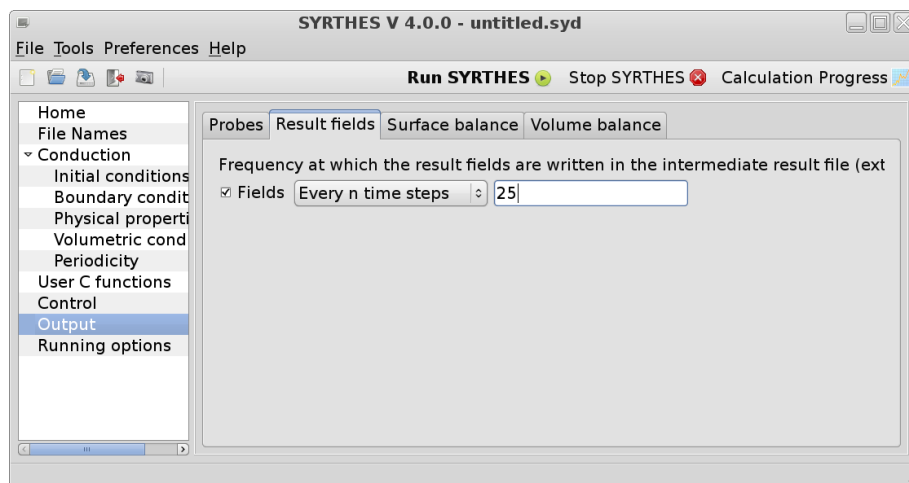 SYRTHES V 4.0.0 - untitled.syd
File Tools Preferences Help
Run SYRTHES Stop SYRTHES Calculation Progress
Home
File Names
Conduction
Initial conditions
Boundary condit
Physical properti
Volumetric cond
Periodicity
User C functions
Control
Output
Running options
Probes Result fields Surface balance Volume balance
Frequency at which the result fields are written in the intermediate result file (ext
Fields Every n time steps 25